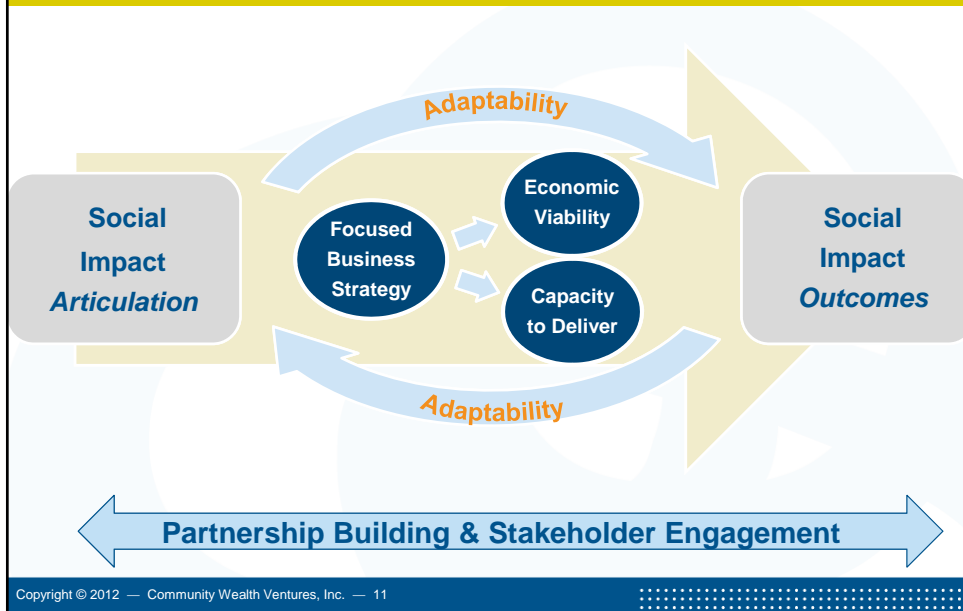 Adaptability
Social
Impact
Articulation
Focused
Business
Strategy
Economic
Viability
Capacity
to Deliver
Social
Impact
Outcomes
Adaptability
Partnership Building & Stakeholder Engagement
Copyright © 2012 — Community Wealth Ventures, Inc. — 11